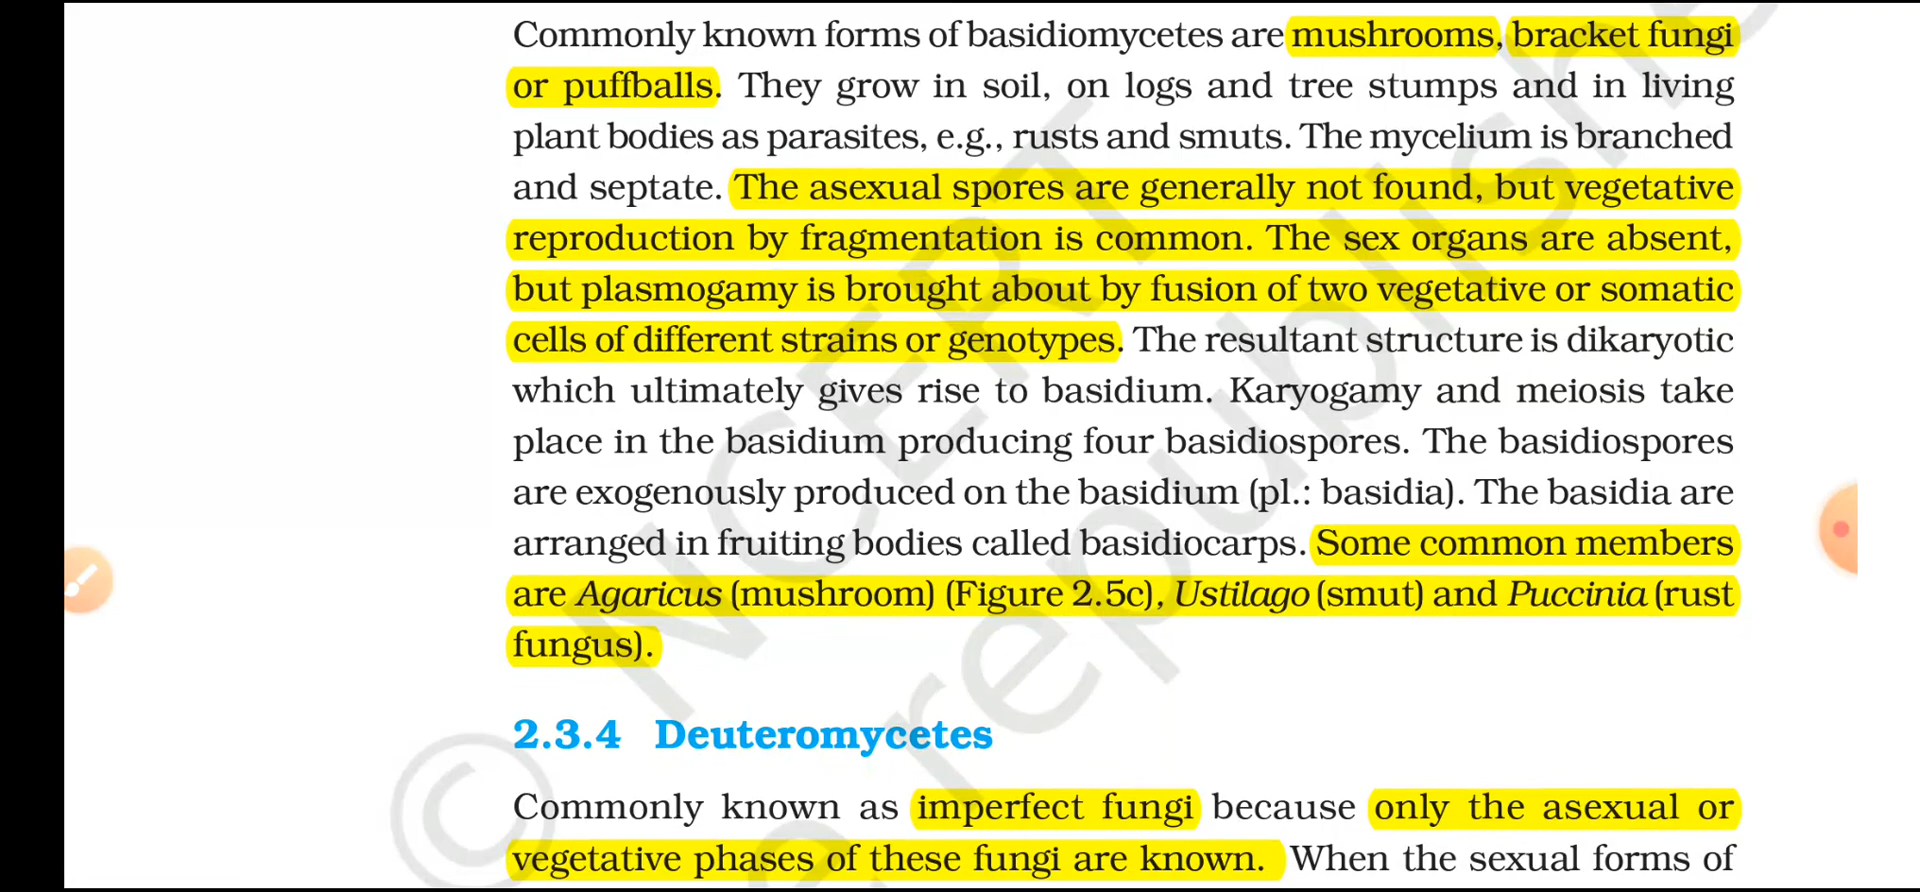 Commonly known forms of basidiomycetes are mushrooms, bracket fungi
or puffballs. They grow in soil, on logs and tree stumps and in living
plant bodies as parasites, e.g., rusts and smuts. The mycelium is branched
and septate. The asexual spores are generally not found, but vegetative
reproduction by fragmentation is common. The sex organs are absent,
but plasmogamy is brought about by fusion of two vegetative or somatic
cells of different strains or genotypes. The resultant structure is dikaryotic
which ultimately gives rise to basidium. Karyogamy and meiosis take
place in the basidium producing four basidiospores. The basidiospores
are exogenously produced on the basidium (pl.: basidia). The basidia are
arranged in fruiting bodies called basidiocarps. Some common members
are Agaricus (mushroom) (Figure 2.5c), Ustilago (smut) and Puccinia (rust
fungus).
2.3.4 Deuteromycetes
Commonly known as imperfect fungi because only the asexual or
vegetative phases of these fungi are known. When the sexual forms of
© NCERT
republishe